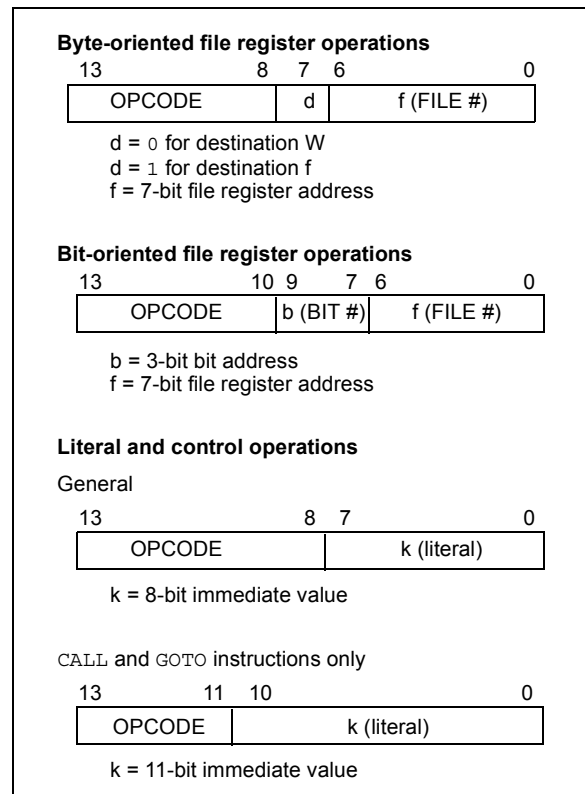 Byte-oriented file register operations
13 8 7 6 0
OPCODE d f (FILE #)
d = 0 for destination W
d = 1 for destination f
f = 7-bit file register address
Bit-oriented file register operations
13 10 9 7 6 0
OPCODE b (BIT #) f (FILE #)
b = 3-bit bit address
f = 7-bit file register address
Literal and control operations
General
13 8 7 0
OPCODE k (literal)
k = 8-bit immediate value
CALL and GOTO instructions only
13 11 10 0
OPCODE k (literal)
k = 11-bit immediate value